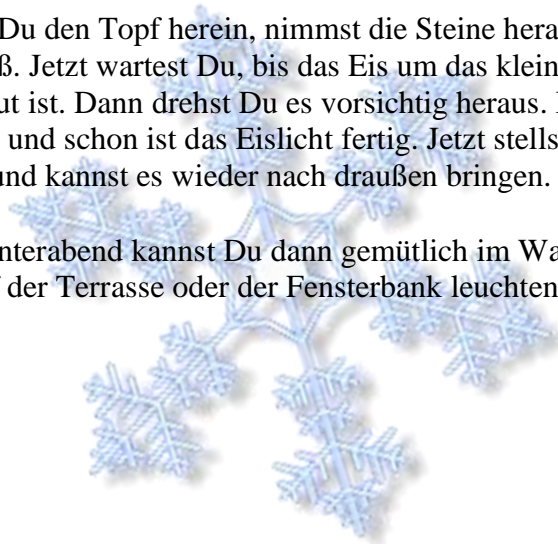 Du den Topf herein, nimmst die Steine hera
ß. Jetzt wartest Du, bis das Eis um das klein
ut ist. Dann drehst Du es vorsichtig heraus.
und schon ist das Eislicht fertig. Jetzt stells
und kannst es wieder nach draußen bringen.
nterabend kannst Du dann gemütlich im Wa
der Terrasse oder der Fensterbank leuchten